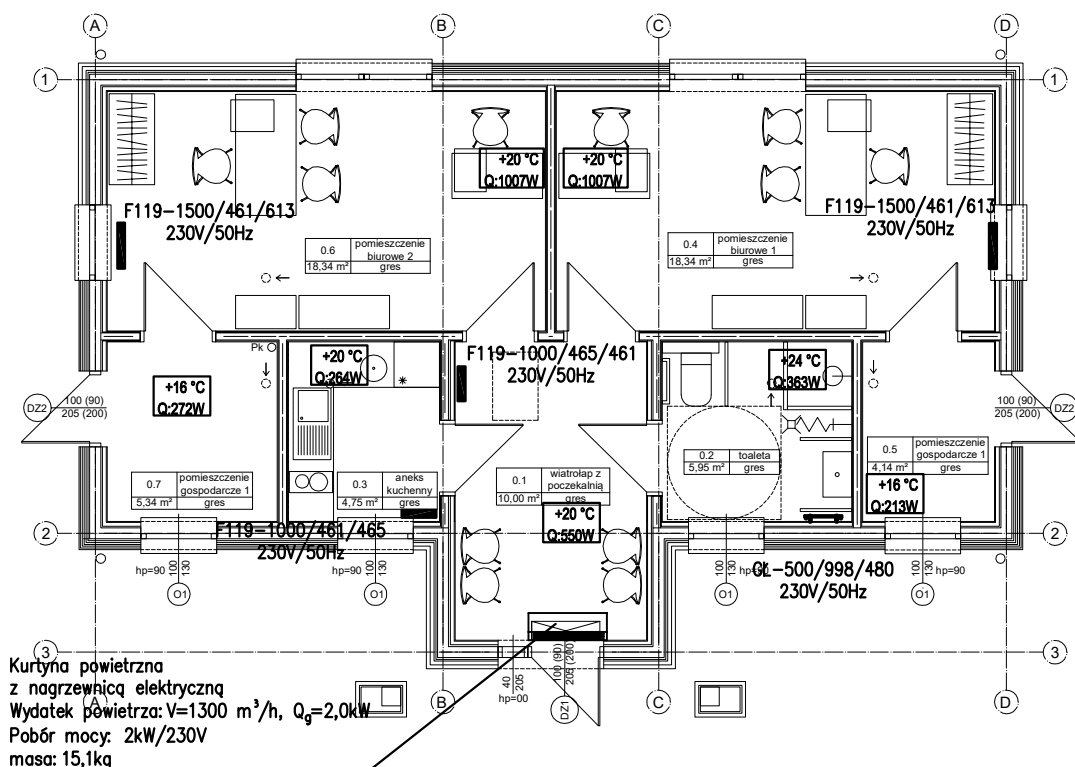 A
B
C
D
1
1
+20 °C
Q:1007W
+20 °C
Q:1007W
F119-1500/461/613
230V/50Hz
F119-1500/461/613
230V/50Hz
0.6 pomieszczenie biurowe 2
18,34 m² gres
0.4 pomieszczenie biurowe 1
18,34 m² gres
Pk
+20 °C
Q:264W
F119-1000/465/461
230V/50Hz
+24 °C
Q:363W
+16 °C
Q:272W
DZ2
100 (90)
205 (200)
100 (90)
205 (200)
DZ2
0.7 pomieszczenie gospodarcze 1
5,34 m² gres
0.3 aneks kuchenny
4,75 m² gres
0.1 wiatrołap z poczekalnią
10,00 m² gres
0.2 toaleta
5,95 m² gres
0.5 pomieszczenie gospodarcze 1
4,14 m² gres
+16 °C
Q:213W
+20 °C
Q:550W
2
2
F119-1000/461/465
230V/50Hz
GŁ-500/998/480
230V/50Hz
hp=90
100
130
O1
hp=90
100
130
O1
100
130
O1
100
130
hp=90
O1
3
3
40
205
hp=00
100 (90)
205 (200)
DZ1
Kurtyna powietrzna
z nagrzewnicą elektryczną
Wydatek powietrza: V=1300 m³/h, Qg=2,0kW
Pobór mocy: 2kW/230V
masa: 15,1kg
A
B
C
D